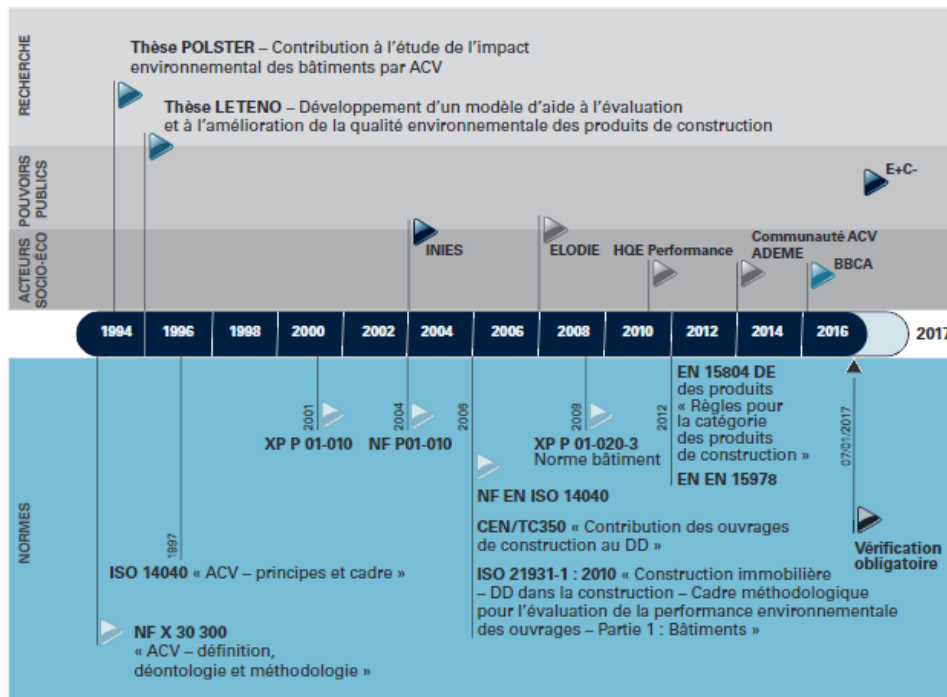 RECHERCHE
Thèse POLSTER – Contribution à l'étude de l'impact
environnemental des bâtiments par ACV
Thèse LETENO – Développement d'un modèle d'aide à l'évaluation
et à l'amélioration de la qualité environnementale des produits de construction
POUVOIRS
PUBLICS
E+C-
ACTEURS
SOCIO-ÉCO
INIES
ELODIE
HQE Performance
Communauté ACV
ADEME
BBCA
1994
1996
1998
2000
2002
2004
2006
2008
2010
2012
2014
2016
2017
NORMES
2001
XP P 01-010
2004
NF P01-010
2006
2009
XP P 01-020-3
Norme bâtiment
2012
EN 15804 DE
des produits
« Règles pour
la catégorie
des produits
de construction »
EN EN 15978
07/01/2017
Vérification
obligatoire
NF EN ISO 14040
CEN/TC350 « Contribution des ouvrages
de construction au DD »
ISO 21931-1 : 2010 « Construction immobilière
– DD dans la construction – Cadre méthodologique
pour l'évaluation de la performance environnementale
des ouvrages – Partie 1 : Bâtiments »
1997
ISO 14040 « ACV – principes et cadre »
NF X 30 300
« ACV – définition,
déontologie et méthodologie »